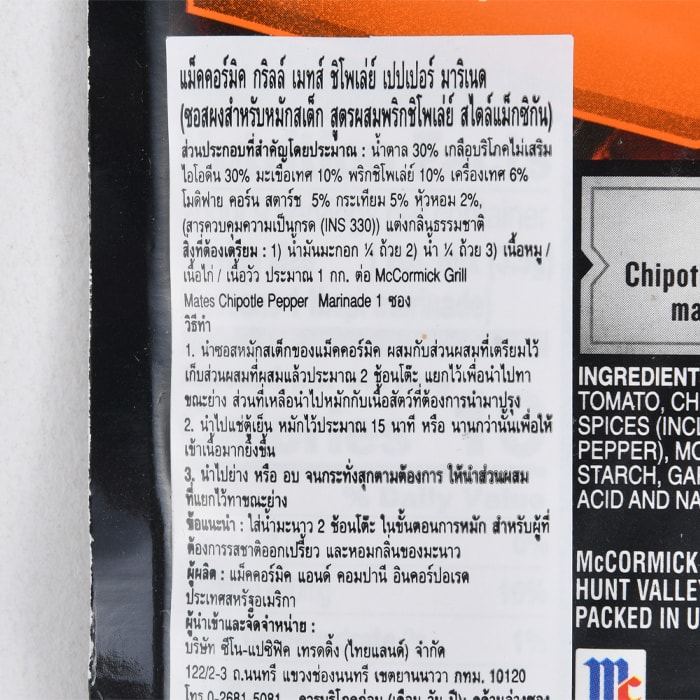 แม็คคอร์มิค กริลล์ เมทส์ ชิโพเล่ย์ เปปเปอร์ มาริเนด
(ซอสผงสำหรับหมักสเต็ก สูตรผสมพริกชิโพเล่ย์ สไตล์แม็กซิกัน)
ส่วนประกอบที่สำคัญโดยประมาณ : น้ำตาล 30% เกลือบริโภคไม่เสริม
ไอโอดีน 30% มะเขือเทศ 10% พริกชิโพเล่ย์ 10% เครื่องเทศ 6%
โมดิฟาย คอร์น สตาร์ช 5% กระเทียม 5% หัวหอม 2%,
(สารควบคุมความเป็นกรด (INS 330)) แต่งกลิ่นธรรมชาติ
สิ่งที่ต้องเตรียม : 1) น้ำมันมะกอก ¼ ถ้วย 2) น้ำ ¼ ถ้วย 3) เนื้อหมู /
เนื้อไก่ / เนื้อวัว ประมาณ 1 กก. ต่อ McCormick Grill
Mates Chipotle Pepper Marinade 1 ซอง
วิธีทำ
1. นำซอสหมักสเต็กของแม็คคอร์มิค ผสมกับส่วนผสมที่เตรียมไว้
เก็บส่วนผสมที่ผสมแล้วประมาณ 2 ช้อนโต๊ะ แยกไว้เพื่อนำไปทา
ขณะย่าง ส่วนที่เหลือนำไปหมักกับเนื้อสัตว์ที่ต้องการนำมาปรุง
2. นำไปแช่ตู้เย็น หมักไว้ประมาณ 15 นาที หรือ นานกว่านั้นเพื่อให้
เข้าเนื้อมากยิ่งขึ้น
3. นำไปย่าง หรือ อบ จนกระทั่งสุกตามต้องการ ให้นำส่วนผสม
ที่แยกไว้ทาขณะย่าง
ข้อแนะนำ : ใส่น้ำมะนาว 2 ช้อนโต๊ะ ในขั้นตอนการหมัก สำหรับผู้ที่
ต้องการรสชาติออกเปรี้ยว และหอมกลิ่นของมะนาว
ผู้ผลิต : แม็คคอร์มิค แอนด์ คอมปานี อินคอร์ปอเรต
ประเทศสหรัฐอเมริกา
ผู้นำเข้าและจัดจำหน่าย :
บริษัท ซีโน-แปซิฟิค เทรดดิ้ง (ไทยแลนด์) จำกัด
122/2-3 ถ.นนทรี แขวงช่องนนทรี เขตยานนาวา กทม. 10120
โทร 0-2681-5081
Chipot
ma
INGREDIENT
TOMATO, CH
SPICES (INCI
PEPPER), MO
STARCH, GAI
ACID AND NA
McCORMICK
HUNT VALLE
PACKED IN U
Mc